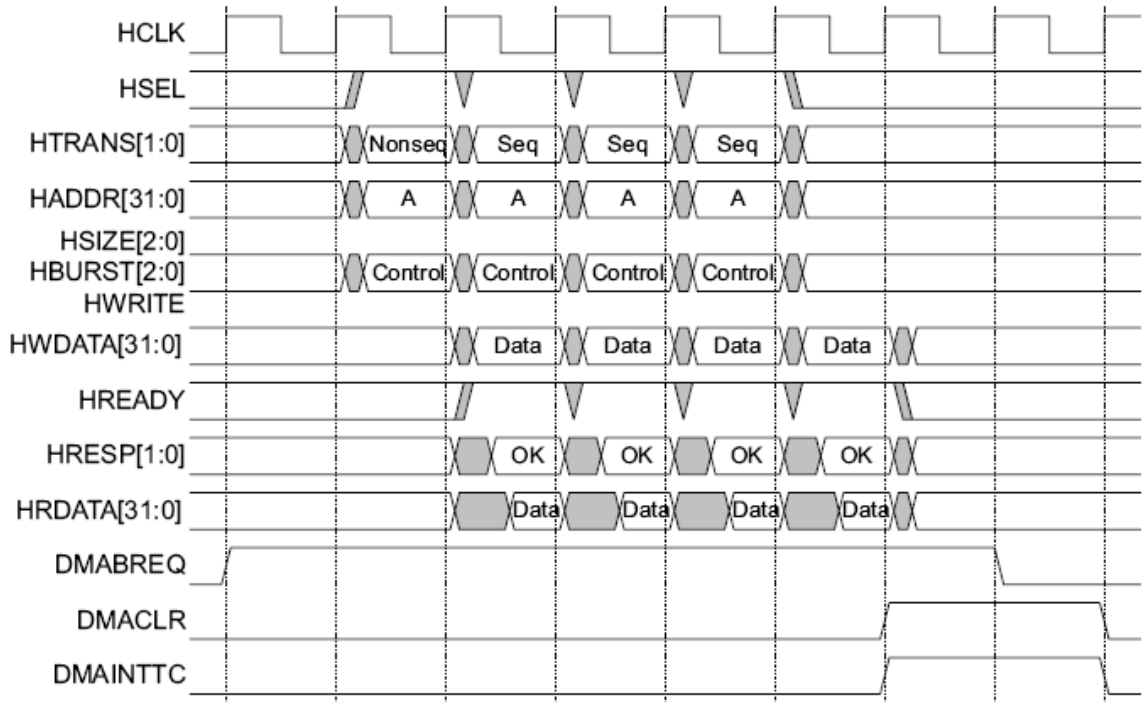 HCLK
HSEL
HTRANS[1:0] Nonseq Seq Seq Seq
HADDR[31:0] A A A A
HSIZE[2:0]
HBURST[2:0] Control Control Control Control
HWRITE
HWDATA[31:0] Data Data Data Data
HREADY
HRESP[1:0] OK OK OK OK
HRDATA[31:0] Data Data Data Data
DMABREQ
DMACLR
DMAINTTC